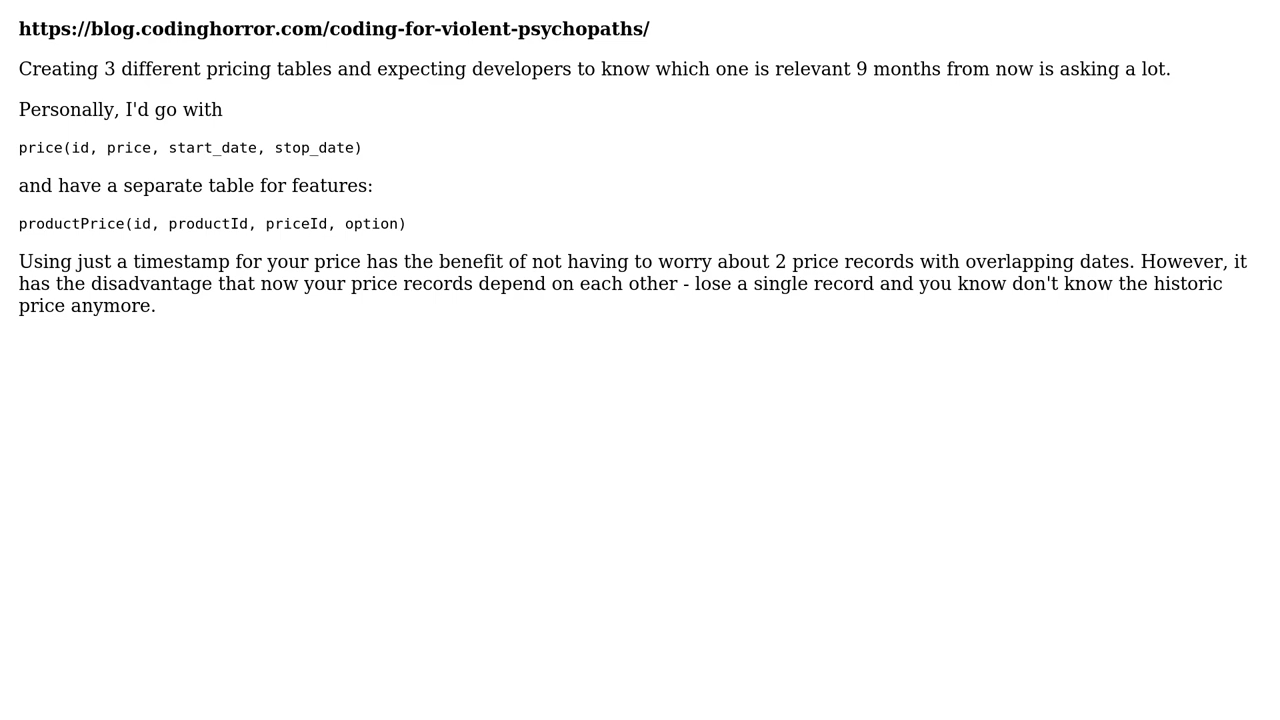 https://blog.codinghorror.com/coding-for-violent-psychopaths/
Creating 3 different pricing tables and expecting developers to know which one is relevant 9 months from now is asking a lot.
Personally, I'd go with
price(id, price, start_date, stop_date)
and have a separate table for features:
productPrice(id, productId, priceId, option)
Using just a timestamp for your price has the benefit of not having to worry about 2 price records with overlapping dates. However, it
has the disadvantage that now your price records depend on each other - lose a single record and you know don't know the historic
price anymore.